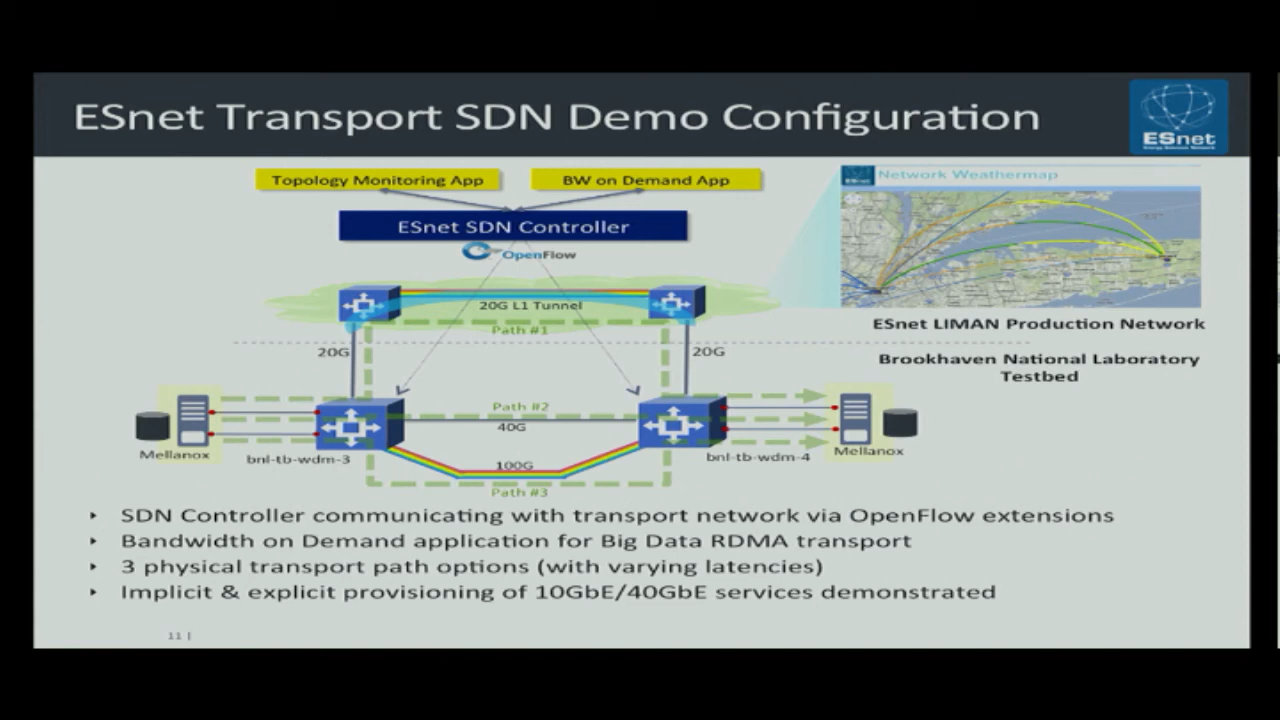 ESnet Transport SDN Demo Configuration
ESnet
Topology Monitoring App
BW on Demand App
ESnet SDN Controller
OpenFlow
ESnet
Network Weathermap
20G L1 Tunnel
Path #1
20G
20G
ESnet LIMAN Production Network
Brookhaven National Laboratory
Testbed
Path #2
40G
Mellanox
bnl-tb-wdm-3
100G
bnl-tb-wdm-4
Mellanox
Path #3
‣ SDN Controller communicating with transport network via OpenFlow extensions
‣ Bandwidth on Demand application for Big Data RDMA transport
‣ 3 physical transport path options (with varying latencies)
‣ Implicit & explicit provisioning of 10GbE/40GbE services demonstrated
11 |